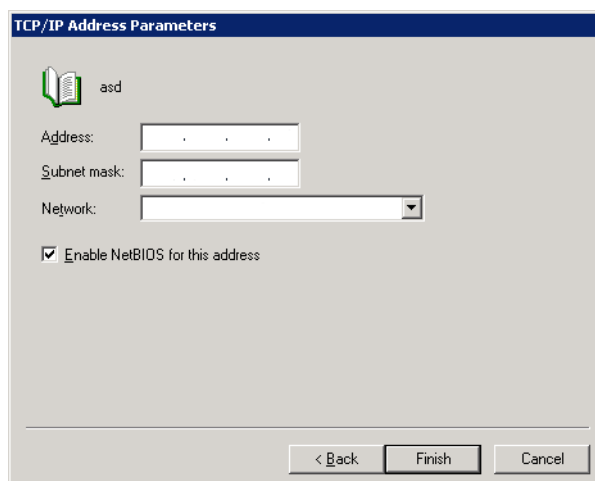 TCP/IP Address Parameters
asd
Address: . . .
Subnet mask: . . .
Network:
Enable NetBIOS for this address
< Back Finish Cancel